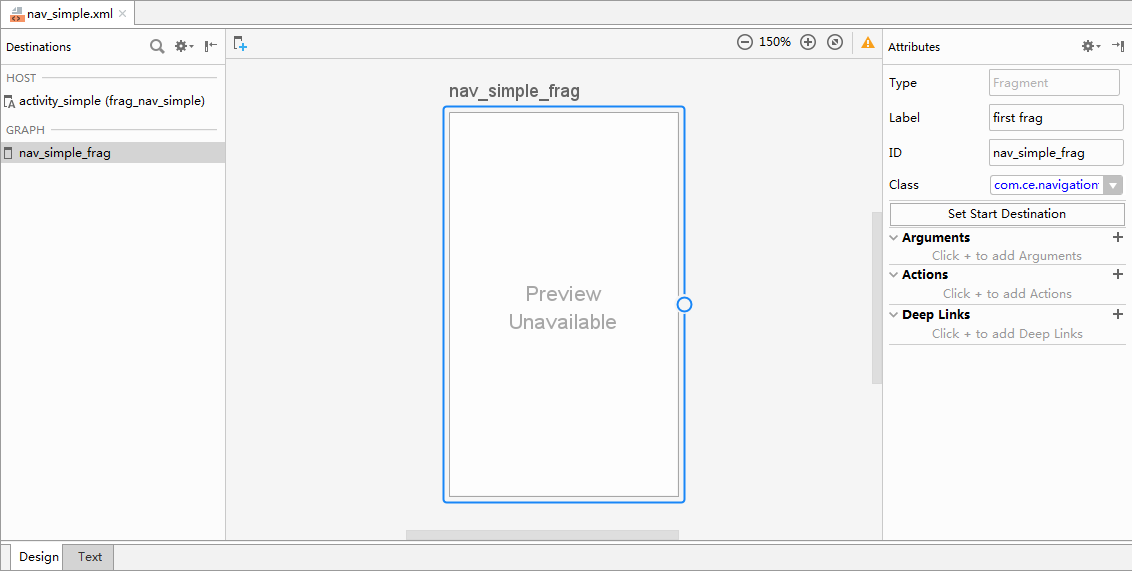 nav_simple.xml
Destinations
150%
Attributes
HOST
activity_simple (frag_nav_simple)
GRAPH
nav_simple_frag
nav_simple_frag
Preview
Unavailable
Type
Fragment
Label
first frag
ID
nav_simple_frag
Class
com.ce.navigation
Set Start Destination
Arguments
Click + to add Arguments
Actions
Click + to add Actions
Deep Links
Click + to add Deep Links
Design
Text